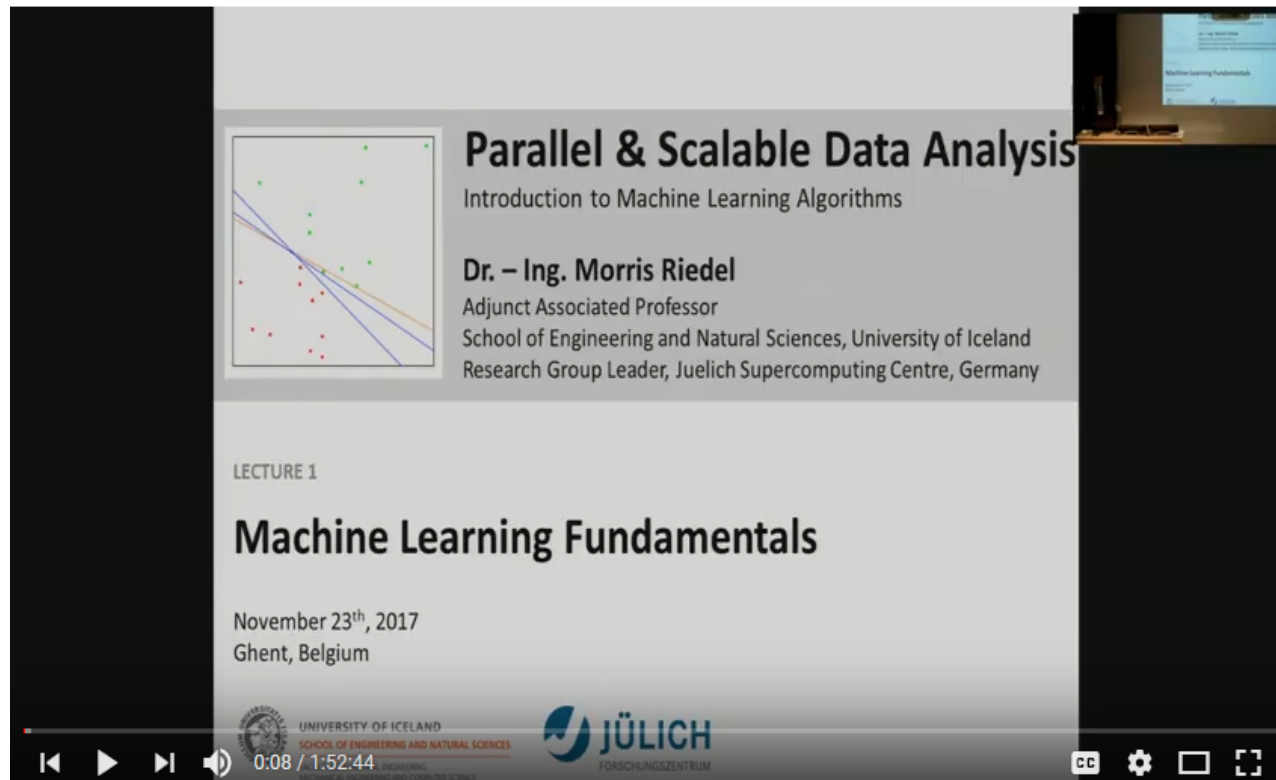 Parallel & Scalable Data Analysis
Introduction to Machine Learning Algorithms
Dr. – Ing. Morris Riedel
Adjunct Associated Professor
School of Engineering and Natural Sciences, University of Iceland
Research Group Leader, Juelich Supercomputing Centre, Germany
LECTURE 1
Machine Learning Fundamentals
November 23th, 2017
Ghent, Belgium
UNIVERSITY OF ICELAND
SCHOOL OF ENGINEERING AND NATURAL SCIENCES
JÜLICH
FORSCHUNGSZENTRUM
0:08 / 1:52:44
CC
Machine Learning Fundamentals